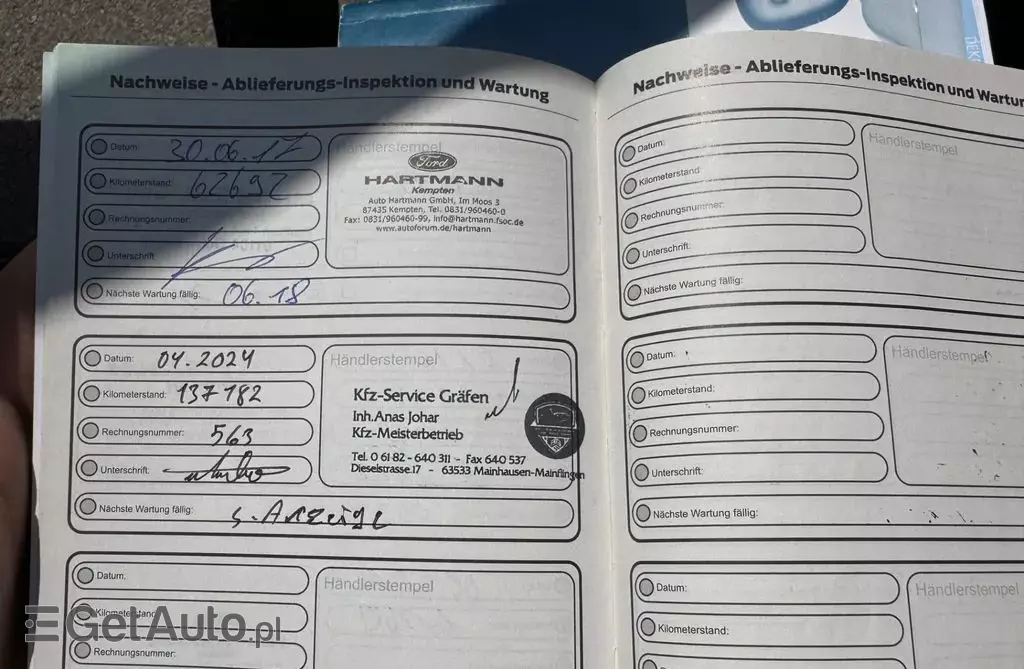 DEK
Nachweise - Ablieferungs-Inspektion und Wartung
Datum: 30.06.17
Kilometerstand: 62692
Rechnungsnummer:
Unterschrift:
Nächste Wartung fällig: 06.18
Händlerstempel
Ford
HARTMANN
Kempten
Auto Hartmann GmbH, Im Moos 3
87435 Kempten, Tel. 0831/960460-0
Fax: 0831/960460-99, info@hartmann.fsoc.de
www.autoforum.de/hartmann
Datum: 04.2024
Kilometerstand: 137182
Rechnungsnummer: 563
Unterschrift:
Nächste Wartung fällig: s. Anzeige
Händlerstempel
Kfz-Service Gräfen
Inh.Anas Johar
Kfz-Meisterbetrieb
Tel. 0 61 82 - 640 311 - Fax 640 537
Dieselstrasse.17 - 63533 Mainhausen-Mainflingen
Datum:
Kilometerstand:
Rechnungsnummer:
Händlerstempel
Nachweise - Ablieferungs-Inspektion und Wartun
Datum:
Kilometerstand:
Rechnungsnummer:
Unterschrift:
Nächste Wartung fällig:
Händlerstempel
Datum:
Kilometerstand:
Rechnungsnummer:
Unterschrift:
Nächste Wartung fällig:
Händlerstempel
Datum:
Kilometerstand:
Händlerstempel
GetAuto.pl